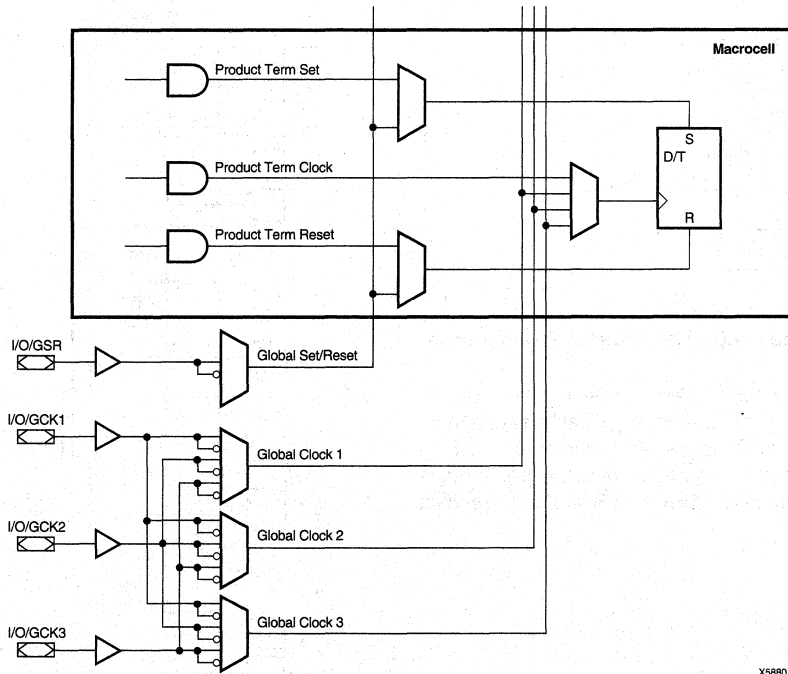 Macrocell
Product Term Set
S
D/T
Product Term Clock
R
Product Term Reset
I/O/GSR
Global Set/Reset
I/O/GCK1
Global Clock 1
I/O/GCK2
Global Clock 2
I/O/GCK3
Global Clock 3
X5880